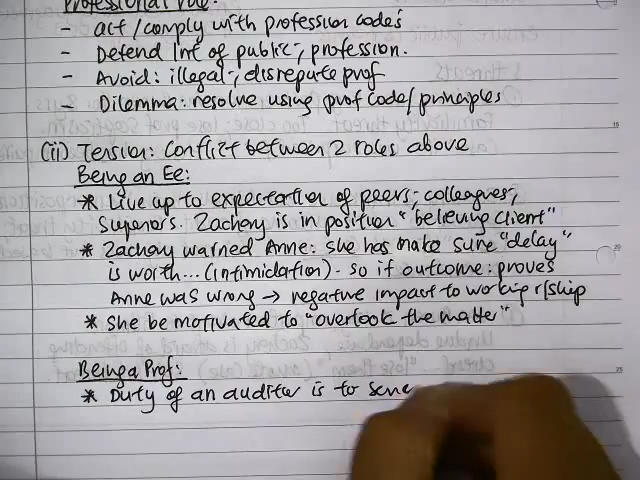 Professional role:
- act/comply with profession codes
- Defend Int of public, profession.
- Avoid: illegal, disrepute prof
- Dilemma: resolve using prof code/principles
(ii) Tension: Conflict between 2 roles above
Being an Ee:
* Live up to expectation of peers, colleagues,
Superiors. Zachary is in position "believing client"
* Zachary warned Anne: she has make sure "delay"
is worth... (intimidation). so if outcome: proves
Anne was wrong → negative impact to working r/ship
* She be motivated to "overlook the matter"
Being a Prof:
* Duty of an auditor is to serve